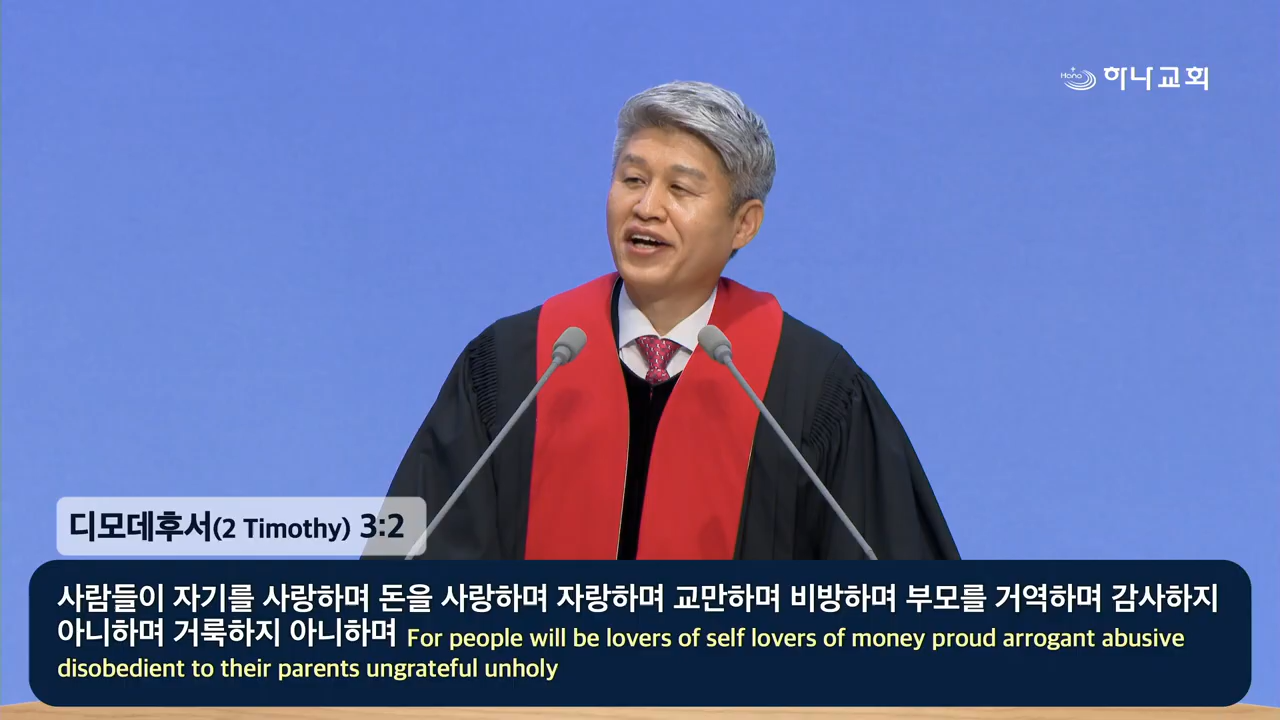 Hana 하나교회
디모데후서(2 Timothy) 3:2
사람들이 자기를 사랑하며 돈을 사랑하며 자랑하며 교만하며 비방하며 부모를 거역하며 감사하지
아니하며 거룩하지 아니하며 For people will be lovers of self lovers of money proud arrogant abusive
disobedient to their parents ungrateful unholy